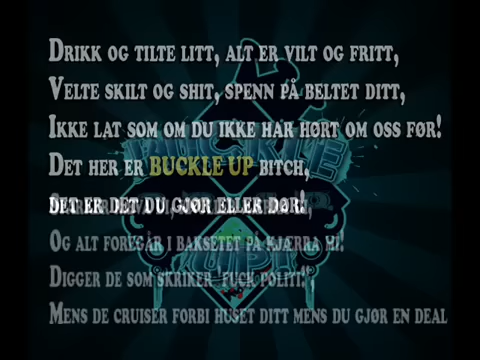 Drikk og tilte litt, alt er vilt og fritt,
Velte skilt og shit, spenn på beltet ditt,
Ikke lat som om du ikke har hørt om oss før!
Det her er BUCKLE UP bitch,
det er det du gjør eller dør!
Og alt foregår i baksetet på kjærra mi!
Digger de som skriker "fuck politi!",
Mens de cruiser forbi huset ditt mens du gjør en deal
BUCKLE
UP!